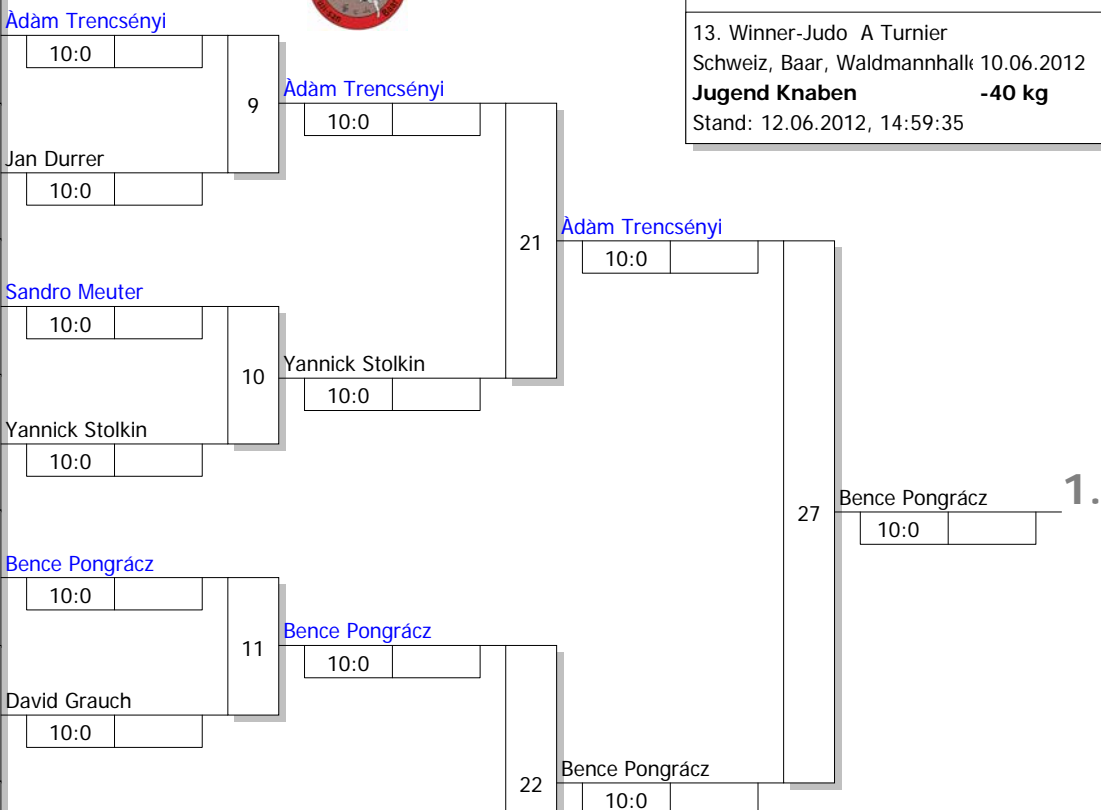 13. Winner-Judo A Turnier
Schweiz, Baar, Waldmannhalle 10.06.2012
Jugend Knaben -40 kg
Stand: 12.06.2012, 14:59:35
Àdàm Trencsényi
10:0
9
Jan Durrer
10:0
Sandro Meuter
10:0
10
Yannick Stolkin
10:0
Bence Pongrácz
10:0
11
David Grauch
10:0
Àdàm Trencsényi
10:0
21
Yannick Stolkin
10:0
Bence Pongrácz
10:0
22
Àdàm Trencsényi
10:0
27
Bence Pongrácz
10:0
Bence Pongrácz 1.
10:0